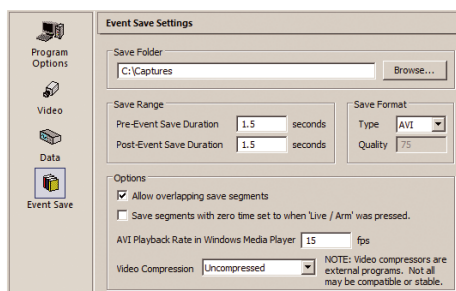 Program
Options
Video
Data
Event Save
Event Save Settings
Save Folder
C:\Captures
Browse...
Save Range
Pre-Event Save Duration 1.5 seconds
Post-Event Save Duration 1.5 seconds
Save Format
Type AVI
Quality 75
Options
Allow overlapping save segments
Save segments with zero time set to when 'Live / Arm' was pressed.
AVI Playback Rate in Windows Media Player 15 fps
Video Compression Uncompressed
NOTE: Video compressors are
external programs. Not all
may be compatible or stable.